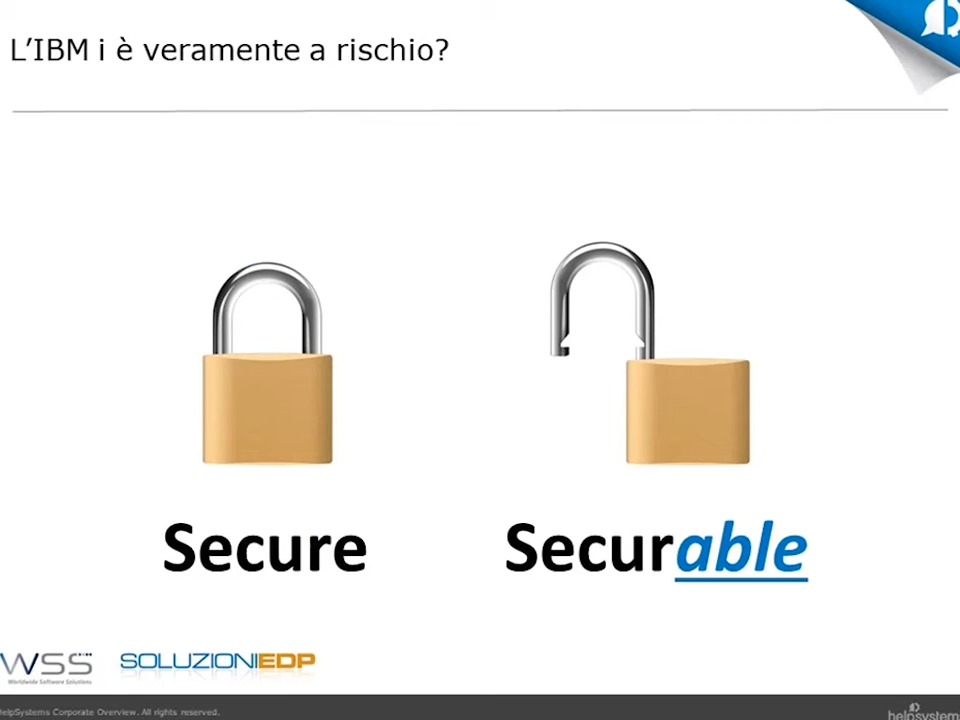 L'IBM i è veramente a rischio?
Secure
Securable
WSS
Worldwide Software Solutions
SOLUZIONIEDP
HelpSystems Corporate Overview. All rights reserved.
helpsystems